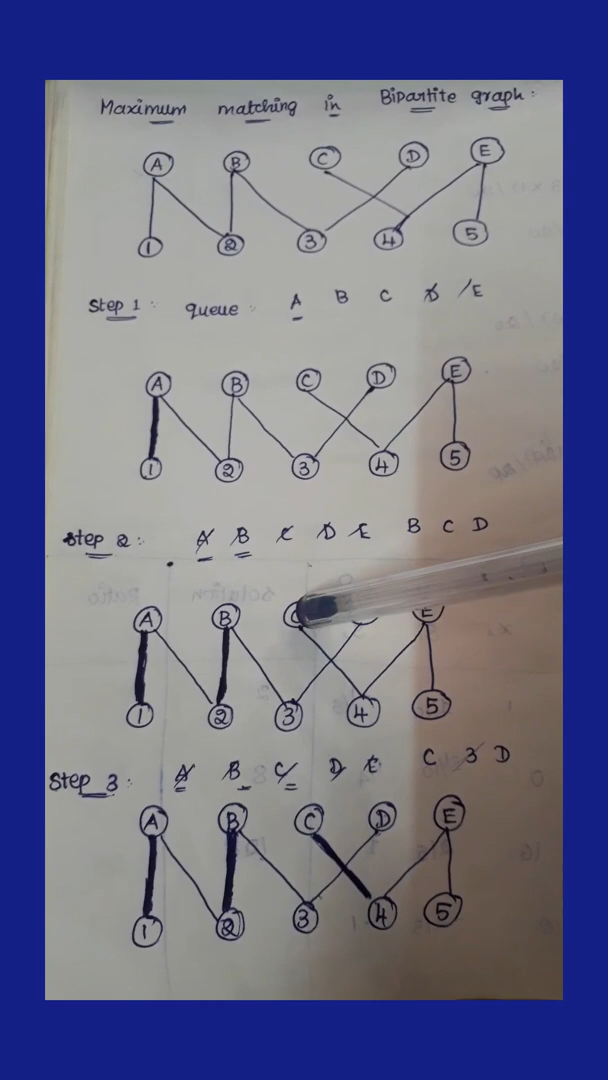 Maximum matching in Bipartite graph:
A B C D E
1 2 3 4 5
Step 1: queue: A B C D E
A B C D E
1 2 3 4 5
Step 2: A B C D E B C D
A B C E
1 2 3 4 5
Step 3: A B C D E C 3 D
A B C D E
1 2 3 4 5